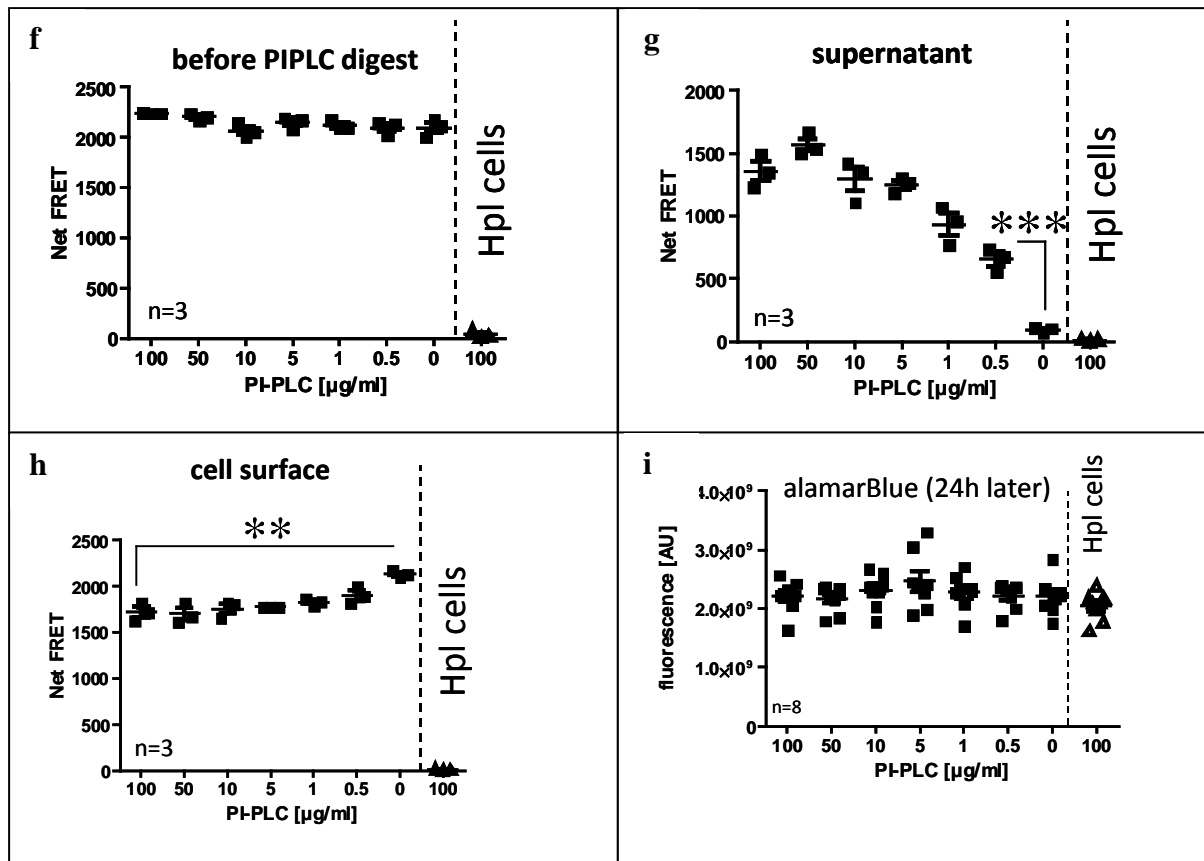 f
before PIPLC digest
2500
2000
1500
1000
500
0
Net FRET
n=3
100 50 10 5 1 0.5 0 100
PI-PLC [µg/ml]
Hpl cells
g
supernatant
2000
1500
1000
500
0
Net FRET
***
n=3
100 50 10 5 1 0.5 0 100
PI-PLC [µg/ml]
Hpl cells
h
cell surface
**
2500
2000
1500
1000
500
0
Net FRET
n=3
100 50 10 5 1 0.5 0 100
PI-PLC [µg/ml]
Hpl cells
i
alamarBlue (24h later)
4.0×10⁹
3.0×10⁹
2.0×10⁹
1.0×10⁹
0
fluorescence [AU]
n=8
100 50 10 5 1 0.5 0 100
PI-PLC [µg/ml]
Hpl cells